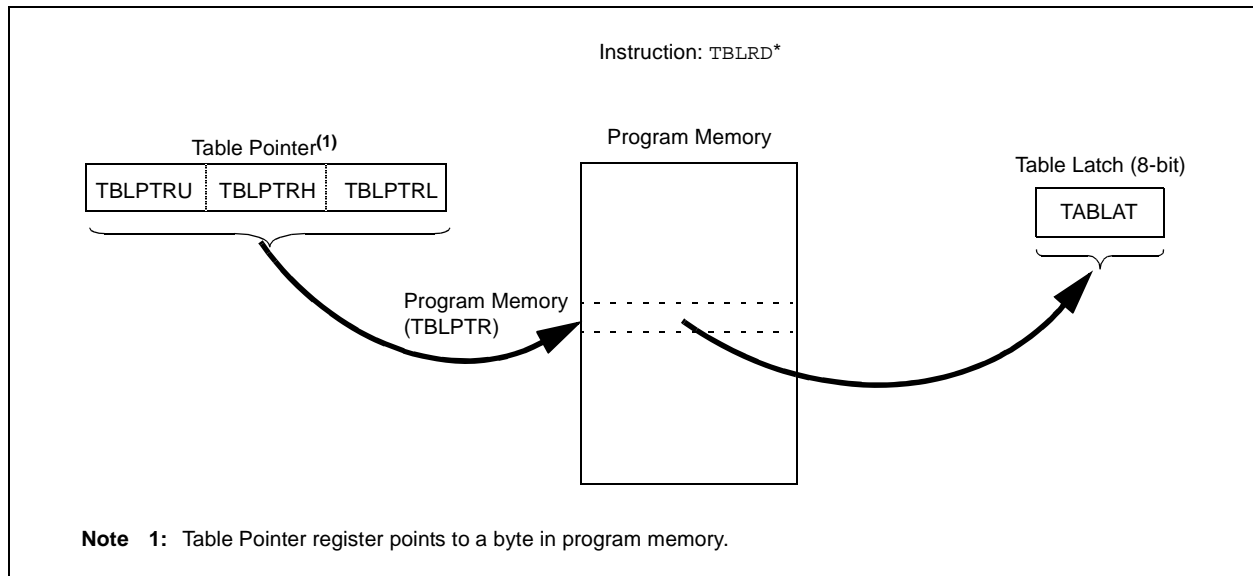 Instruction: TBLRD*
Table Pointer(1)
TBLPTRU TBLPTRH TBLPTRL
Program Memory
(TBLPTR)
Program Memory
Table Latch (8-bit)
TABLAT
Note 1: Table Pointer register points to a byte in program memory.